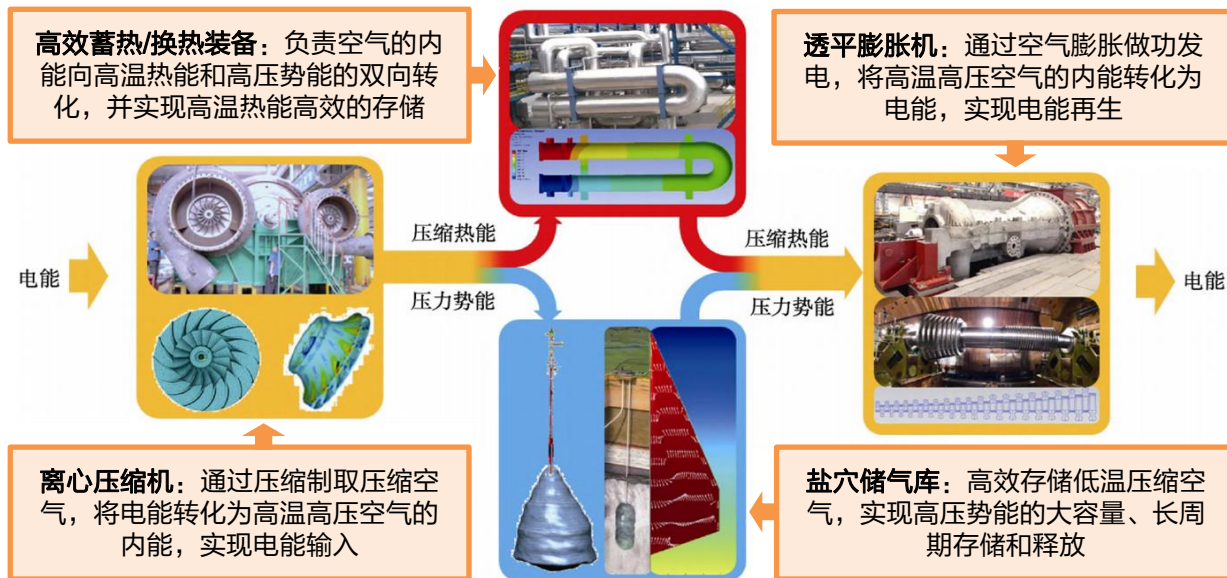 高效蓄热/换热装备：负责空气的内
能向高温热能和高压势能的双向转
化，并实现高温热能高效的存储
透平膨胀机：通过空气膨胀做功发
电，将高温高压空气的内能转化为
电能，实现电能再生
电能
压缩热能
压力势能
压缩热能
压力势能
电能
离心压缩机：通过压缩制取压缩空
气，将电能转化为高温高压空气的
内能，实现电能输入
盐穴储气库：高效存储低温压缩空
气，实现高压势能的大容量、长周
期存储和释放